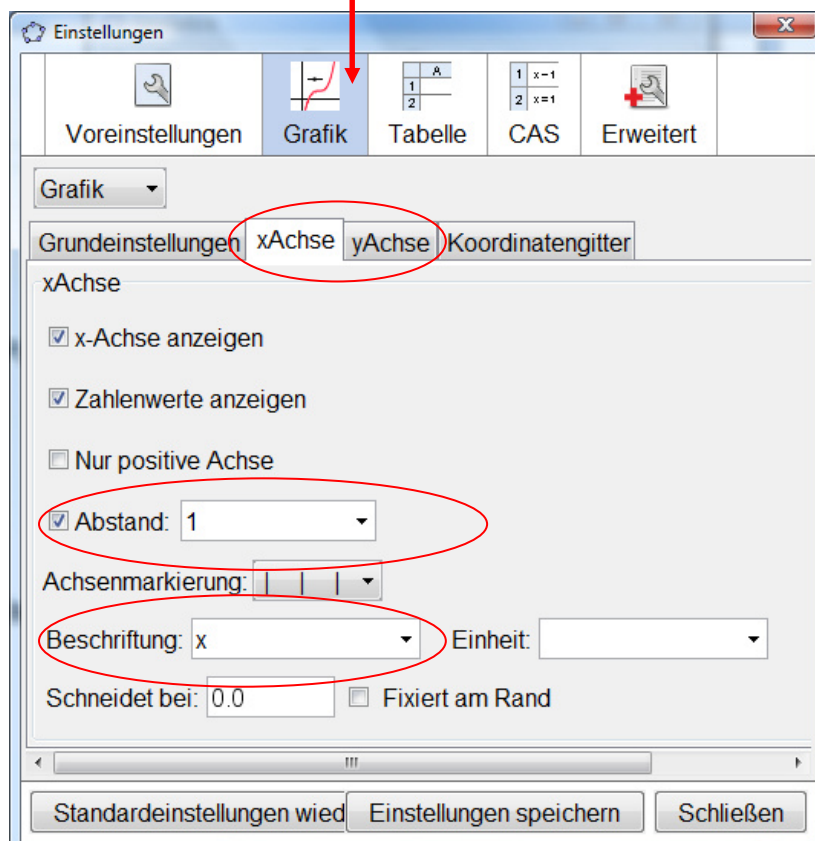 Einstellungen
Voreinstellungen Grafik Tabelle CAS Erweitert
A
1
2
1 x-1
2 x=1
Grafik
Grundeinstellungen xAchse yAchse Koordinatengitter
xAchse
x-Achse anzeigen
Zahlenwerte anzeigen
Nur positive Achse
Abstand: 1
Achsenmarkierung: | | |
Beschriftung: x Einheit:
Schneidet bei: 0.0 Fixiert am Rand
Standardeinstellungen wied Einstellungen speichern Schließen